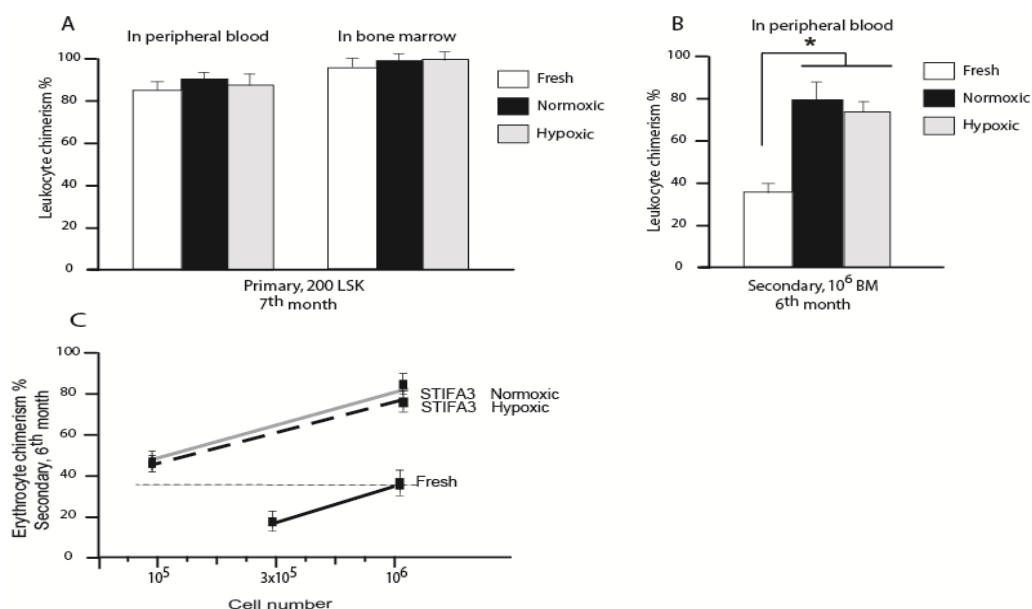 A
In peripheral blood
In bone marrow
Leukocyte chimerism %
100
80
60
40
20
0
Fresh
Normoxic
Hypoxic
Primary, 200 LSK
7th month
B
In peripheral blood
*
Leukocyte chimerism %
100
80
60
40
20
0
Fresh
Normoxic
Hypoxic
Secondary, 10⁶ BM
6th month
C
Erythrocyte chimerism %
Secondary, 6th month
100
80
60
40
20
0
STIFA3 Normoxic
STIFA3 Hypoxic
Fresh
10⁵
3x10⁵
10⁶
Cell number